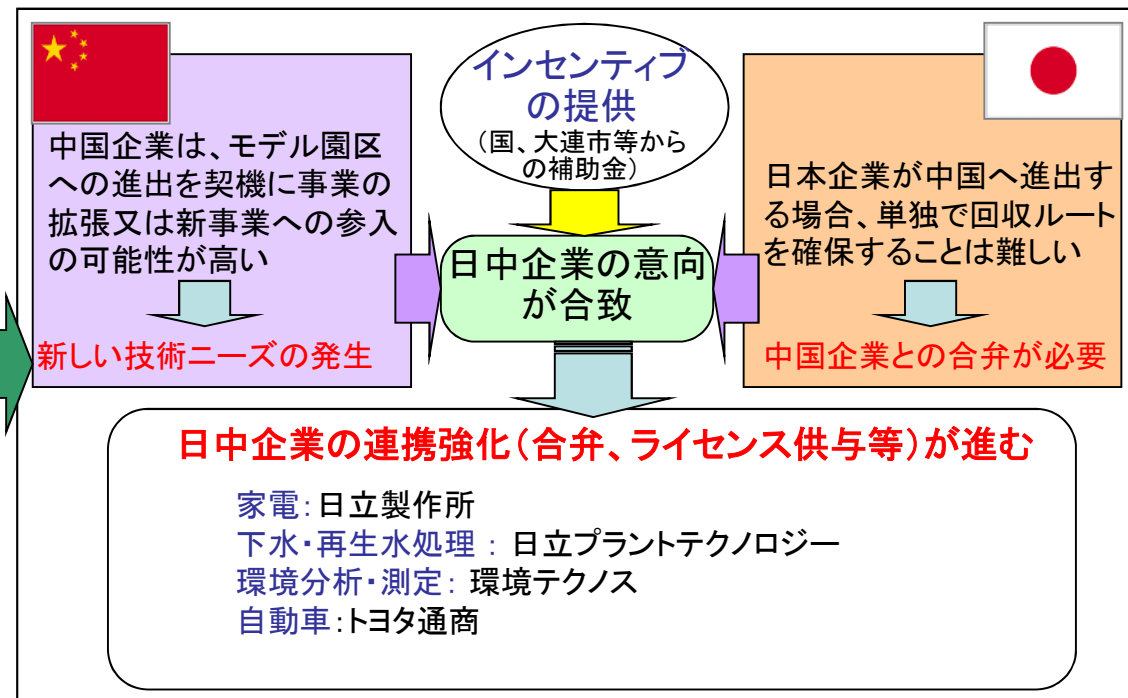 中国企業は、モデル園区
への進出を契機に事業の
拡張又は新事業への参入
の可能性が高い
新しい技術ニーズの発生
インセンティブ
の提供
(国、大連市等から
の補助金)
日中企業の意向
が合致
日本企業が中国へ進出す
る場合、単独で回収ルート
を確保することは難しい
中国企業との合弁が必要
日中企業の連携強化(合弁、ライセンス供与等)が進む
家電:日立製作所
下水・再生水処理 : 日立プラントテクノロジー
環境分析・測定: 環境テクノス
自動車:トヨタ通商